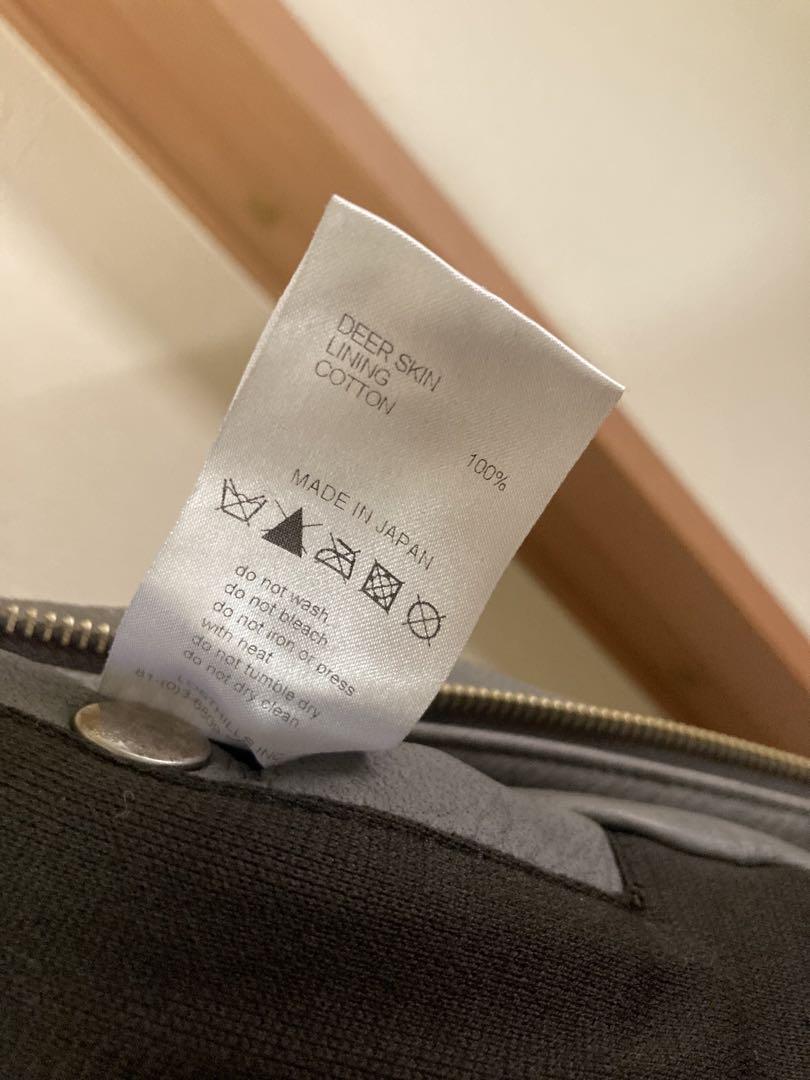 DEER SKIN
LINING
COTTON
100%
MADE IN JAPAN
do not wash
do not bleach
do not iron or press
with heat
do not tumble dry
do not dry clean